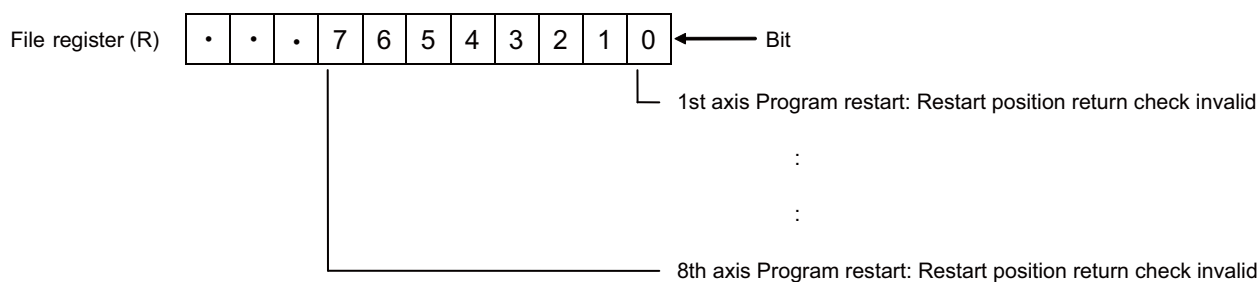 File register (R) • • • 7 6 5 4 3 2 1 0 Bit
1st axis Program restart: Restart position return check invalid
:
:
8th axis Program restart: Restart position return check invalid